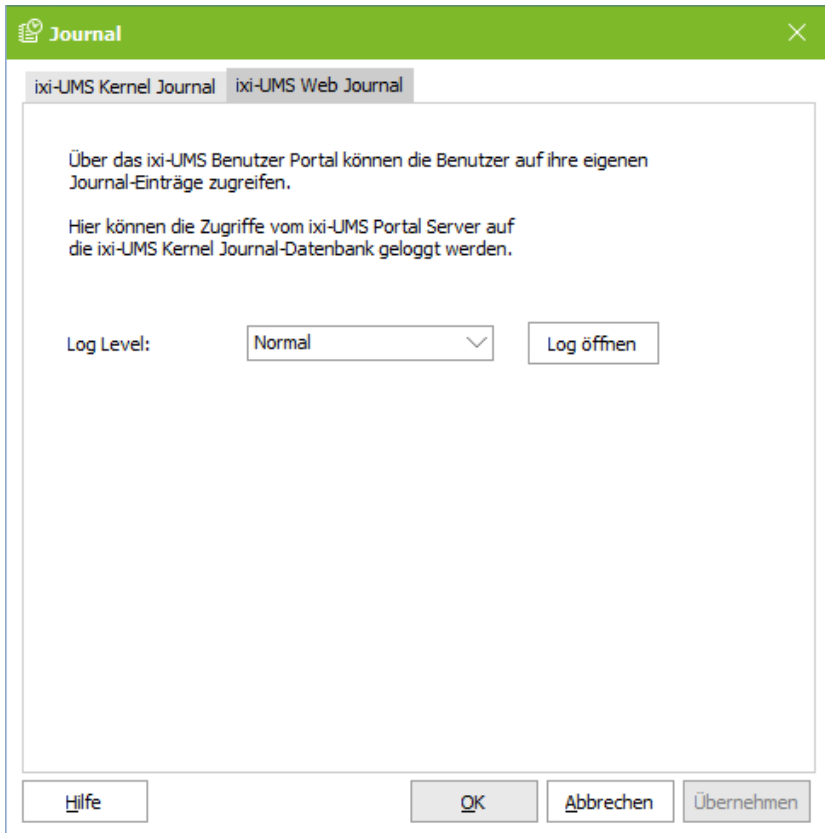 Journal
ixi-UMS Kernel Journal ixi-UMS Web Journal
Über das ixi-UMS Benutzer Portal können die Benutzer auf ihre eigenen
Journal-Einträge zugreifen.
Hier können die Zugriffe vom ixi-UMS Portal Server auf
die ixi-UMS Kernel Journal-Datenbank geloggt werden.
Log Level: Normal Log öffnen
Hilfe OK Abbrechen Übernehmen